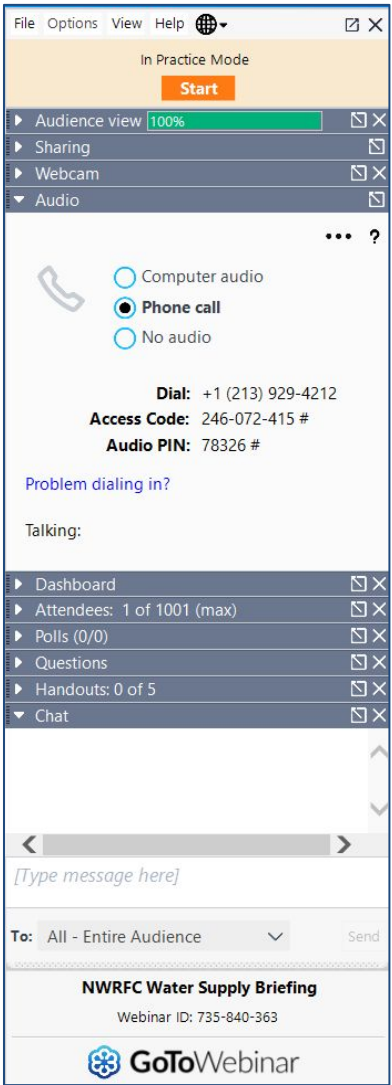 File Options View Help
In Practice Mode
Start
Audience view 100%
Sharing
Webcam
Audio
... ?
Computer audio
Phone call
No audio
Dial: +1 (213) 929-4212
Access Code: 246-072-415 #
Audio PIN: 78326 #
Problem dialing in?
Talking:
Dashboard
Attendees: 1 of 1001 (max)
Polls (0/0)
Questions
Handouts: 0 of 5
Chat
[Type message here]
To: All - Entire Audience Send
NWRFC Water Supply Briefing
Webinar ID: 735-840-363
GoToWebinar